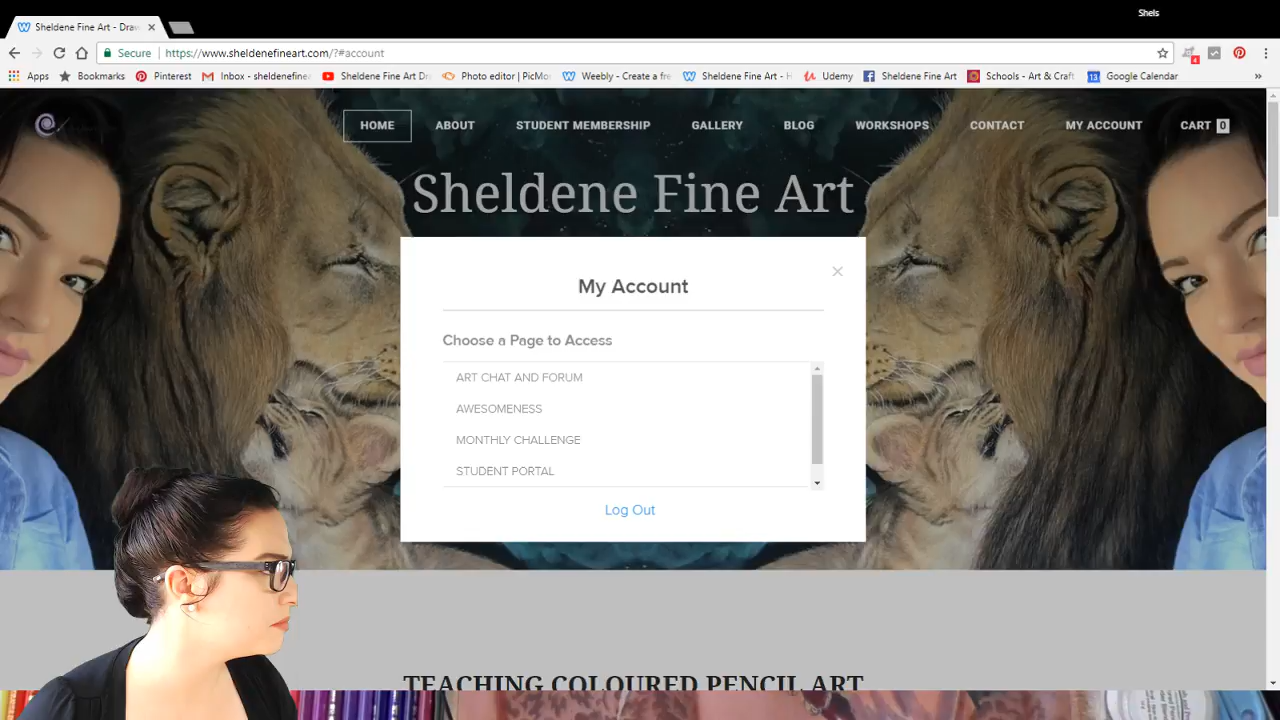 Shels
Sheldene Fine Art - Draw
Secure https://www.sheldenefineart.com/?#account
Apps Bookmarks Pinterest Inbox - sheldenefine Sheldene Fine Art Dr Photo editor | PicMo Weebly - Create a fre Sheldene Fine Art - H Udemy Sheldene Fine Art Schools - Art & Craft 13 Google Calendar »
HOME ABOUT STUDENT MEMBERSHIP GALLERY BLOG WORKSHOPS CONTACT MY ACCOUNT CART 0
Sheldene Fine Art
My Account
Choose a Page to Access
ART CHAT AND FORUM
AWESOMENESS
MONTHLY CHALLENGE
STUDENT PORTAL
Log Out
TEACHING COLOURED PENCIL ART